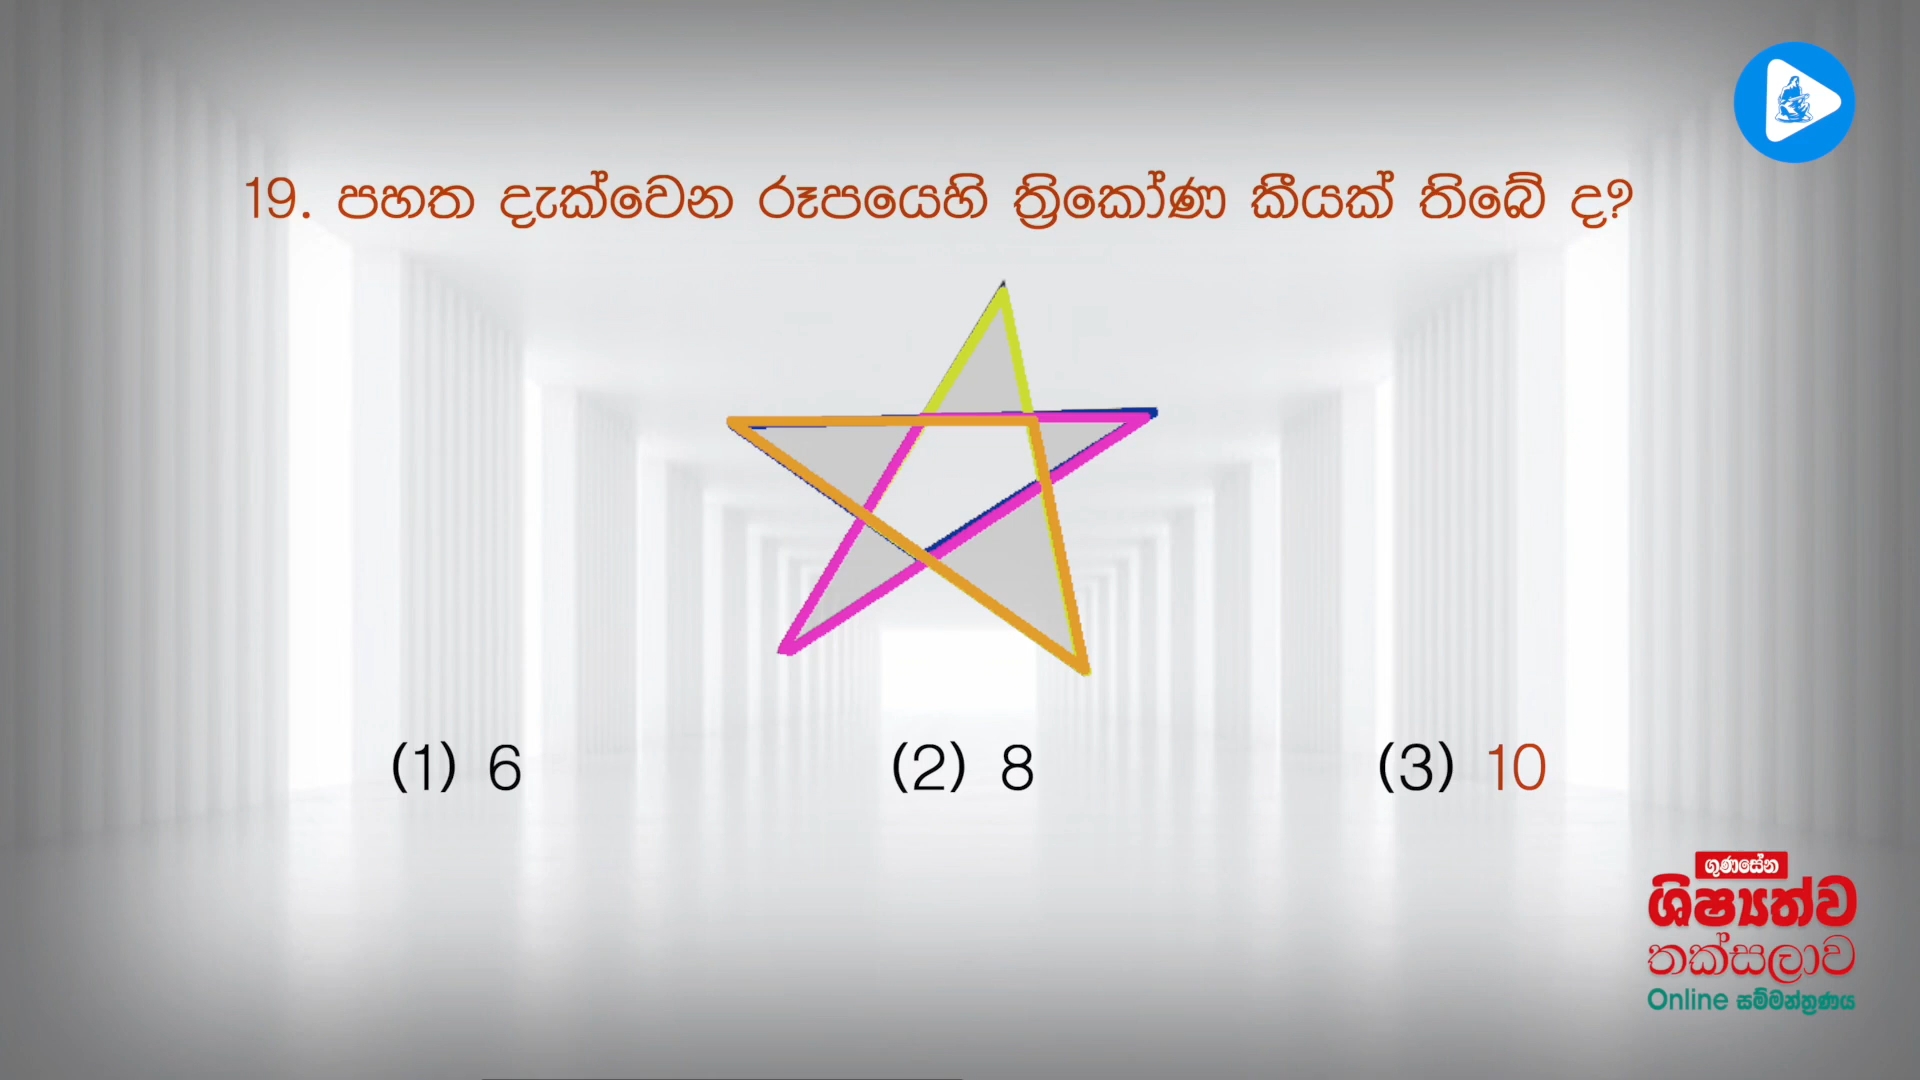 19. පහත දැක්වෙන රූපයෙහි ත්‍රිකෝණ කීයක් තිබේ ද?
(1) 6 (2) 8 (3) 10
ගුණසේන
ශිෂ්‍යත්ව
තක්සලාව
Online සම්මන්ත්‍රණය